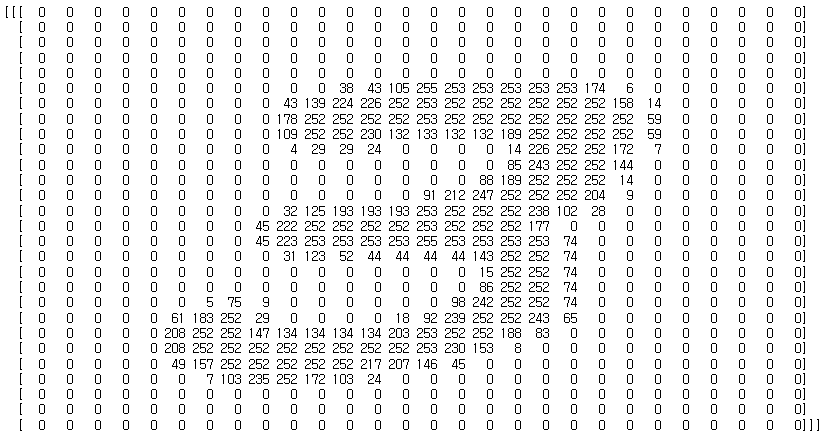 [[[ 0 0 0 0 0 0 0 0 0 0 0 0 0 0 0 0 0 0 0 0 0 0 0 0 0 0 0 0]
[ 0 0 0 0 0 0 0 0 0 0 0 0 0 0 0 0 0 0 0 0 0 0 0 0 0 0 0 0]
[ 0 0 0 0 0 0 0 0 0 0 0 0 0 0 0 0 0 0 0 0 0 0 0 0 0 0 0 0]
[ 0 0 0 0 0 0 0 0 0 0 0 0 0 0 0 0 0 0 0 0 0 0 0 0 0 0 0 0]
[ 0 0 0 0 0 0 0 0 0 0 0 0 0 0 0 0 0 0 0 0 0 0 0 0 0 0 0 0]
[ 0 0 0 0 0 0 0 0 0 0 0 38 43 105 255 253 253 253 253 253 174 6 0 0 0 0 0 0]
[ 0 0 0 0 0 0 0 0 0 43 139 224 226 252 253 252 252 252 252 252 252 158 14 0 0 0 0 0]
[ 0 0 0 0 0 0 0 0 0 178 252 252 252 252 253 252 252 252 252 252 252 252 59 0 0 0 0 0]
[ 0 0 0 0 0 0 0 0 0 109 252 252 230 132 133 132 132 189 252 252 252 252 59 0 0 0 0 0]
[ 0 0 0 0 0 0 0 0 0 4 29 29 24 0 0 0 0 14 226 252 252 172 7 0 0 0 0 0]
[ 0 0 0 0 0 0 0 0 0 0 0 0 0 0 0 0 0 85 243 252 252 144 0 0 0 0 0 0]
[ 0 0 0 0 0 0 0 0 0 0 0 0 0 0 0 0 88 189 252 252 252 14 0 0 0 0 0 0]
[ 0 0 0 0 0 0 0 0 0 0 0 0 0 0 91 212 247 252 252 252 204 9 0 0 0 0 0 0]
[ 0 0 0 0 0 0 0 0 0 32 125 193 193 193 253 252 252 252 238 102 28 0 0 0 0 0 0 0]
[ 0 0 0 0 0 0 0 0 45 222 252 252 252 252 253 252 252 252 177 0 0 0 0 0 0 0 0 0]
[ 0 0 0 0 0 0 0 0 45 223 253 253 253 253 255 253 253 253 253 74 0 0 0 0 0 0 0 0]
[ 0 0 0 0 0 0 0 0 0 31 123 52 44 44 44 44 143 252 252 74 0 0 0 0 0 0 0 0]
[ 0 0 0 0 0 0 0 0 0 0 0 0 0 0 0 0 15 252 252 74 0 0 0 0 0 0 0 0]
[ 0 0 0 0 0 0 0 0 0 0 0 0 0 0 0 0 86 252 252 74 0 0 0 0 0 0 0 0]
[ 0 0 0 0 0 0 5 75 9 0 0 0 0 0 0 98 242 252 252 74 0 0 0 0 0 0 0 0]
[ 0 0 0 0 0 61 183 252 29 0 0 0 0 18 92 239 252 252 243 65 0 0 0 0 0 0 0 0]
[ 0 0 0 0 0 208 252 252 147 134 134 134 134 203 253 252 252 188 83 0 0 0 0 0 0 0 0 0]
[ 0 0 0 0 0 208 252 252 252 252 252 252 252 252 253 230 153 8 0 0 0 0 0 0 0 0 0 0]
[ 0 0 0 0 0 49 157 252 252 252 252 252 217 207 146 45 0 0 0 0 0 0 0 0 0 0 0 0]
[ 0 0 0 0 0 0 7 103 235 252 172 103 24 0 0 0 0 0 0 0 0 0 0 0 0 0 0 0]
[ 0 0 0 0 0 0 0 0 0 0 0 0 0 0 0 0 0 0 0 0 0 0 0 0 0 0 0 0]
[ 0 0 0 0 0 0 0 0 0 0 0 0 0 0 0 0 0 0 0 0 0 0 0 0 0 0 0 0]
[ 0 0 0 0 0 0 0 0 0 0 0 0 0 0 0 0 0 0 0 0 0 0 0 0 0 0 0 0]]]